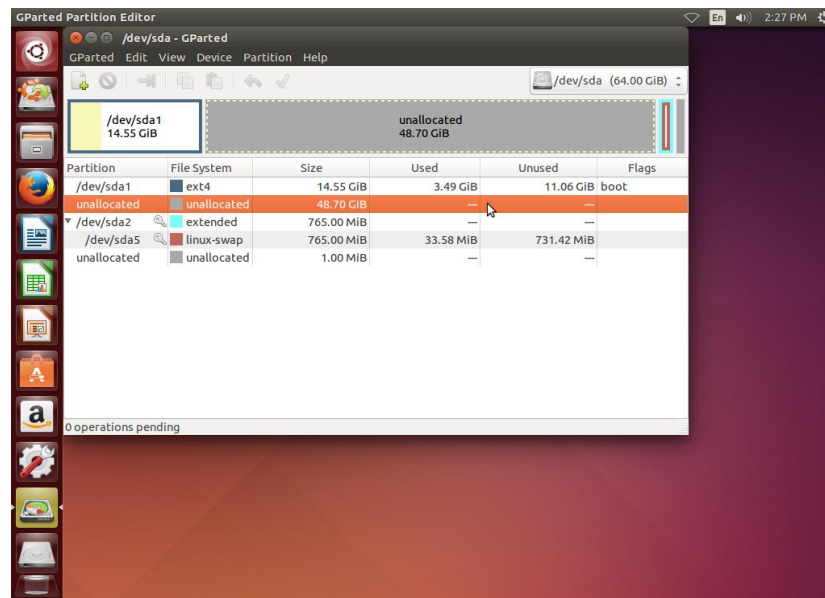 GParted Partition Editor En 2:27 PM
/dev/sda - GParted
GParted Edit View Device Partition Help
/dev/sda (64.00 GiB)
/dev/sda1
14.55 GiB
unallocated
48.70 GiB
Partition File System Size Used Unused Flags
/dev/sda1 ext4 14.55 GiB 3.49 GiB 11.06 GiB boot
unallocated unallocated 48.70 GiB — —
/dev/sda2 extended 765.00 MiB — —
/dev/sda5 linux-swap 765.00 MiB 33.58 MiB 731.42 MiB
unallocated unallocated 1.00 MiB — —
0 operations pending